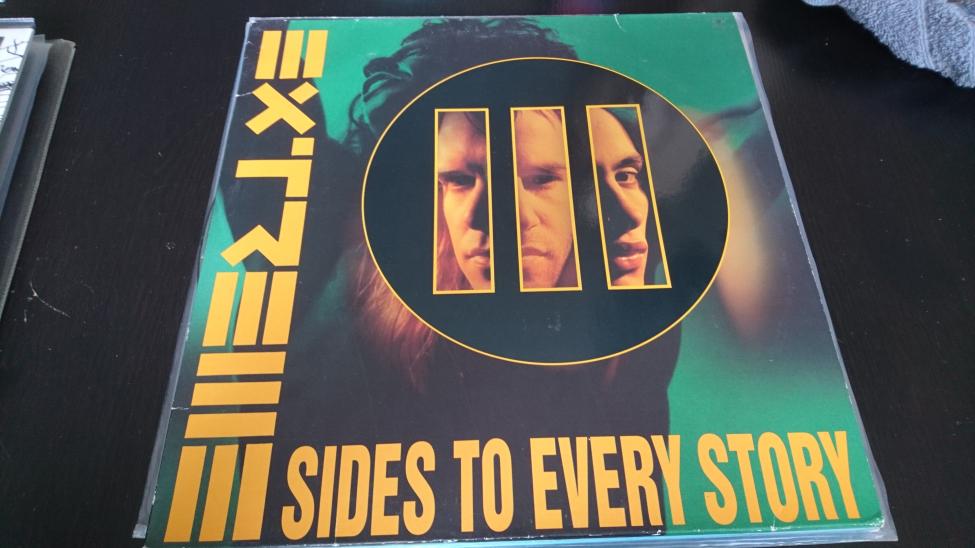 EXTREME
III
SIDES TO EVERY STORY